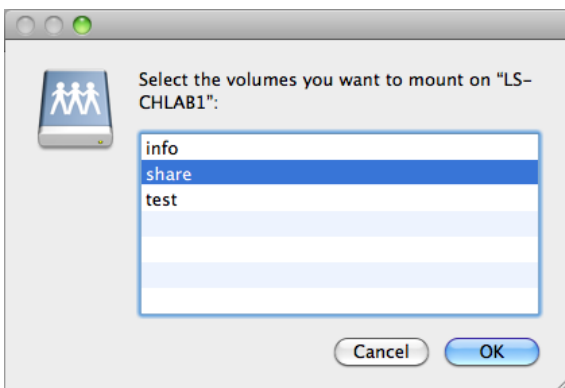 Select the volumes you want to mount on “LS-
CHLAB1”:
info
share
test
Cancel
OK